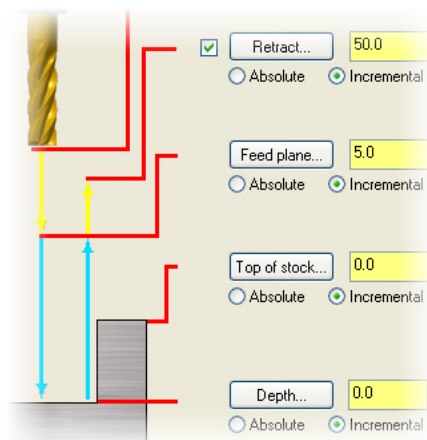 Retract... 50.0
Absolute Incremental
Feed plane... 5.0
Absolute Incremental
Top of stock... 0.0
Absolute Incremental
Depth... 0.0
Absolute Incremental